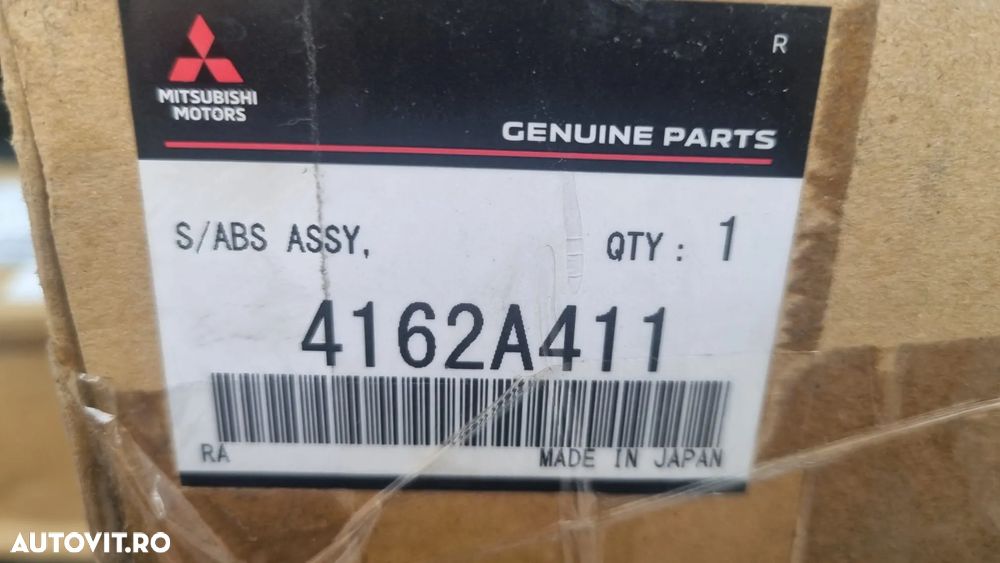 R
MITSUBISHI
MOTORS
GENUINE PARTS
S/ABS ASSY,
QTY : 1
4162A411
RA
MADE IN JAPAN
AUTOVIT.RO